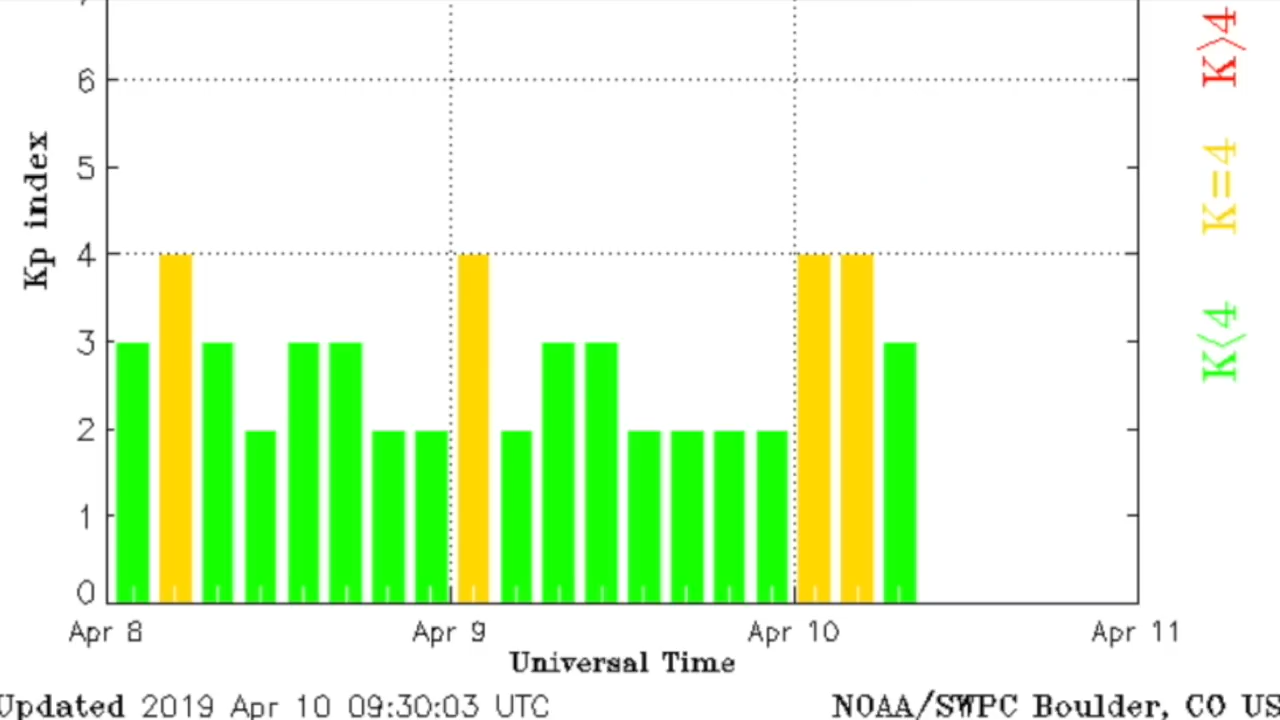 K>4
6
5
K=4
4
3
K<4
2
1
0
Kp index
Apr 8 Apr 9 Apr 10 Apr 11
Universal Time
Updated 2019 Apr 10 09:30:03 UTC NOAA/SWPC Boulder, CO US